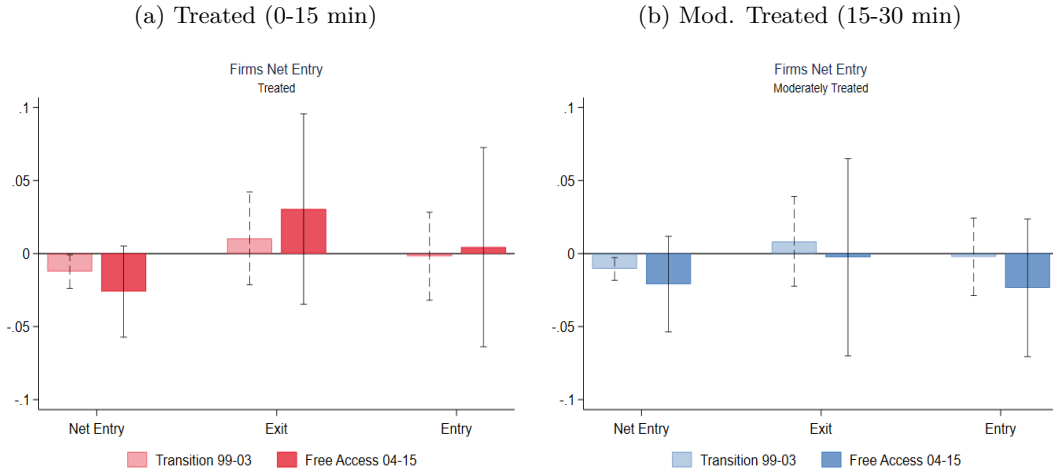 (a) Treated (0-15 min)
Firms Net Entry
Treated
.1
.05
0
-.05
-.1
Net Entry
Exit
Entry
Transition 99-03
Free Access 04-15
(b) Mod. Treated (15-30 min)
Firms Net Entry
Moderately Treated
.1
.05
0
-.05
-.1
Net Entry
Exit
Entry
Transition 99-03
Free Access 04-15